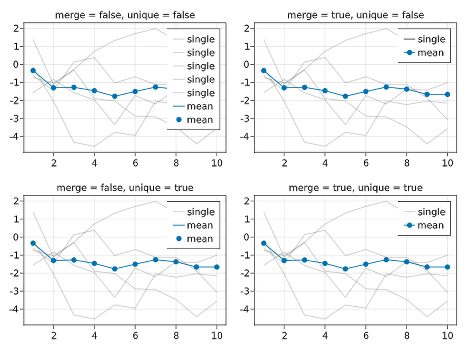 merge = false, unique = false
2
1
0
-1
-2
-3
-4
single
single
single
single
single
mean
mean
2 4 6 8 10
merge = true, unique = false
2
1
0
-1
-2
-3
-4
single
mean
2 4 6 8 10
merge = false, unique = true
2
1
0
-1
-2
-3
-4
single
mean
mean
2 4 6 8 10
merge = true, unique = true
2
1
0
-1
-2
-3
-4
single
mean
2 4 6 8 10